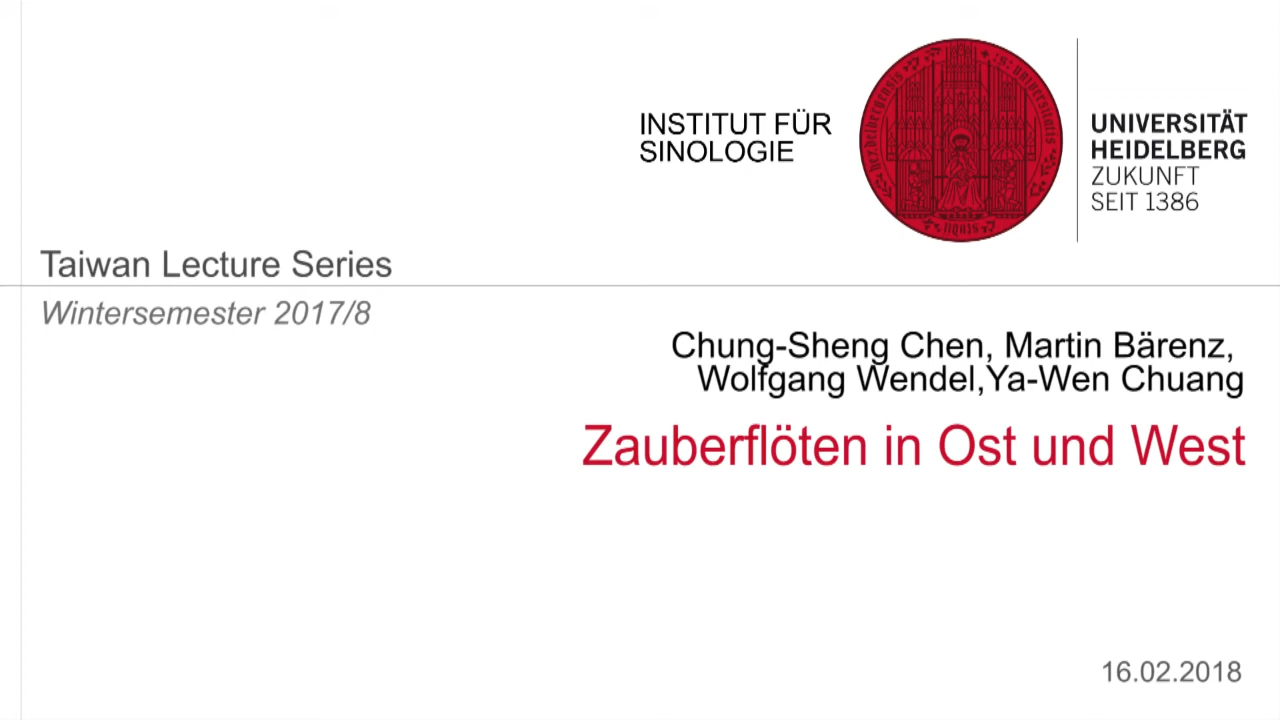 INSTITUT FÜR
SINOLOGIE
UNIVERSITÄT
HEIDELBERG
ZUKUNFT
SEIT 1386
Taiwan Lecture Series
Wintersemester 2017/8
Chung-Sheng Chen, Martin Bärenz,
Wolfgang Wendel,Ya-Wen Chuang
Zauberflöten in Ost und West
16.02.2018